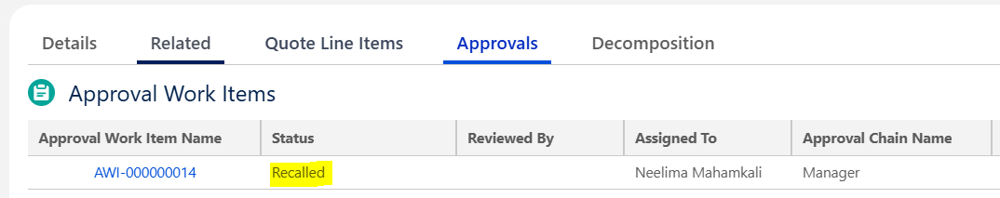 Details Related Quote Line Items Approvals Decomposition
Approval Work Items
Approval Work Item Name Status Reviewed By Assigned To Approval Chain Name
AWI-000000014 Recalled Neelima Mahamkali Manager